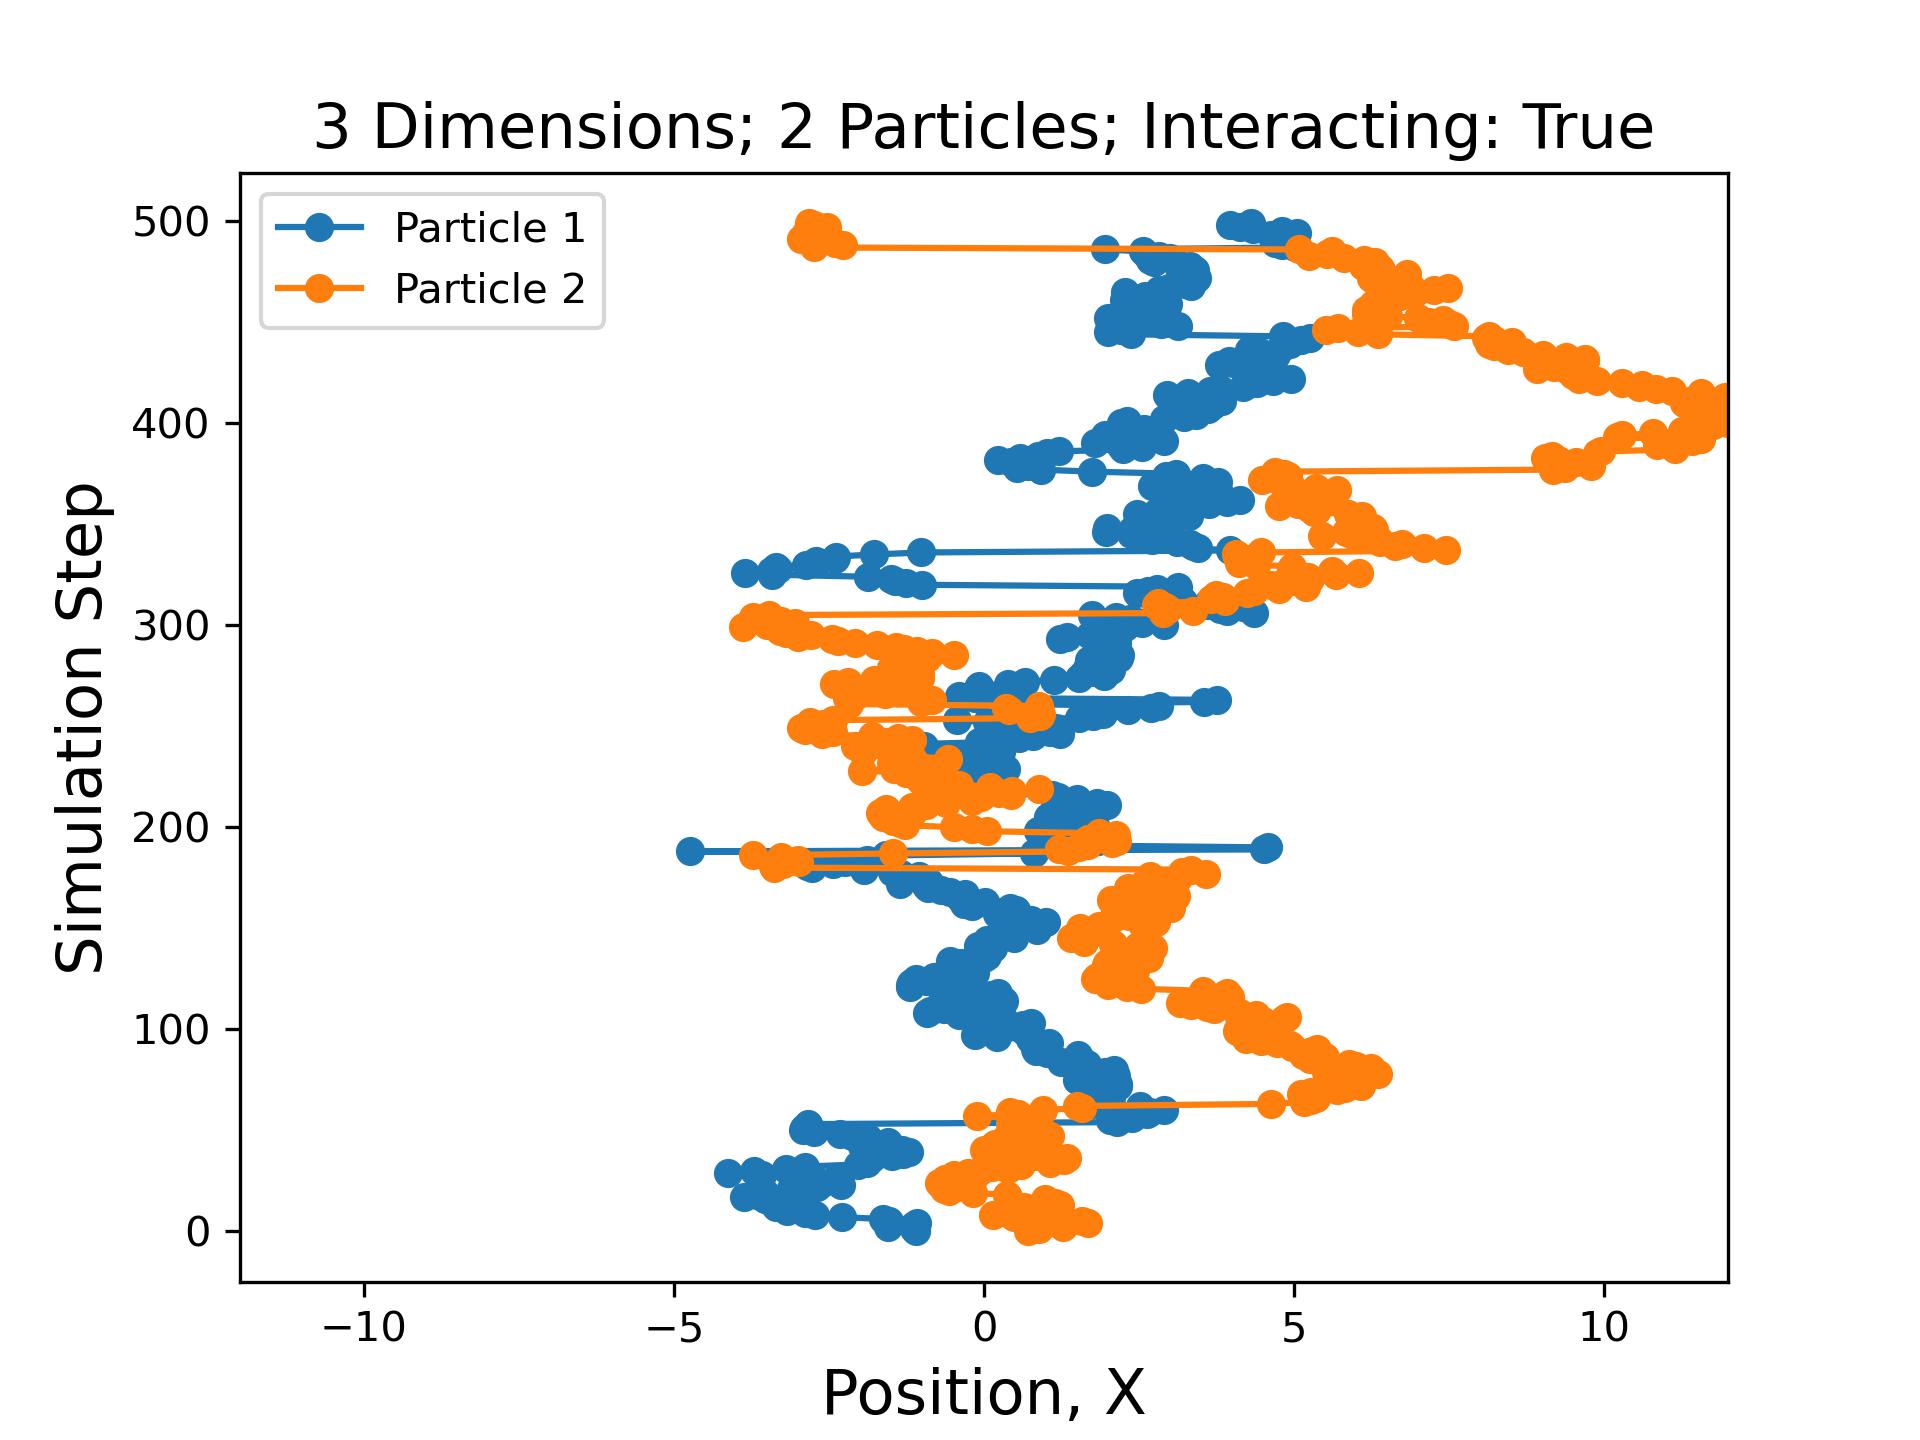 3 Dimensions; 2 Particles; Interacting: True
Particle 1
Particle 2
500
400
300
200
100
0
Simulation Step
−10
−5
0
5
10
Position, X